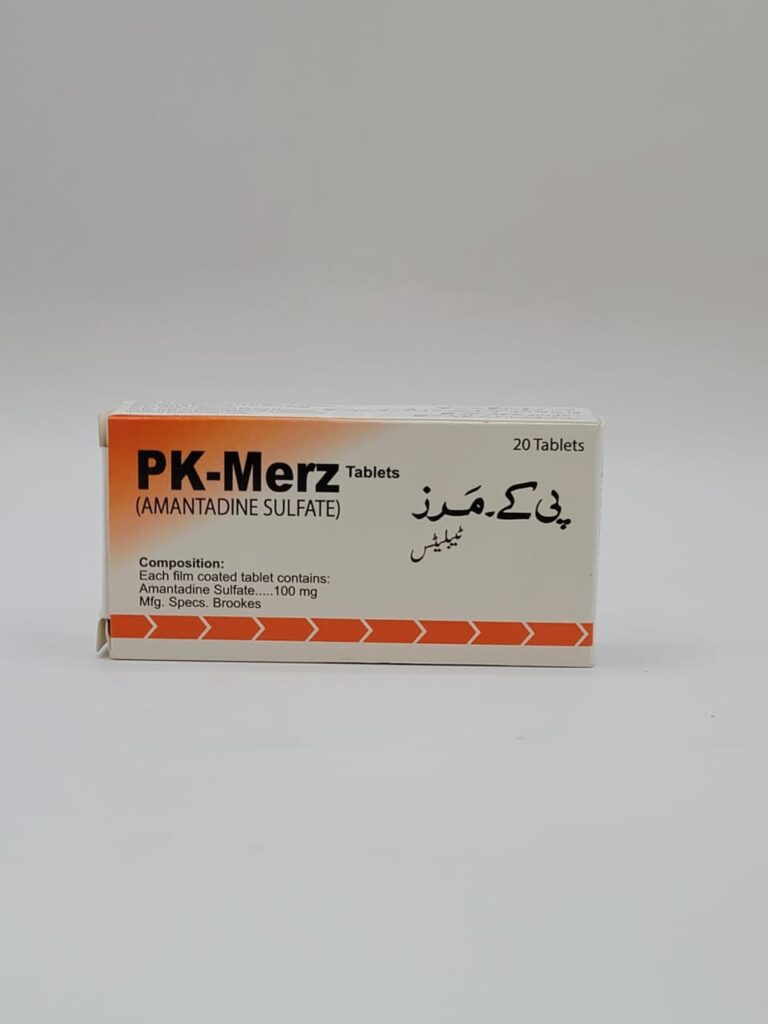 20 Tablets
PK-Merz Tablets
(AMANTADINE SULFATE)
پی کے۔مَرز
ٹیبلیٹس
Composition:
Each film coated tablet contains:
Amantadine Sulfate.....100 mg
Mfg. Specs. Brookes